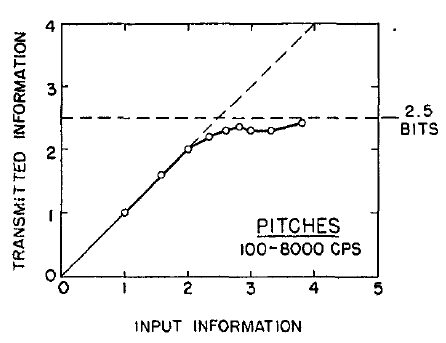 TRANSMITTED INFORMATION
4
3
2
1
0
2.5
BITS
PITCHES
100-8000 CPS
0 1 2 3 4 5
INPUT INFORMATION